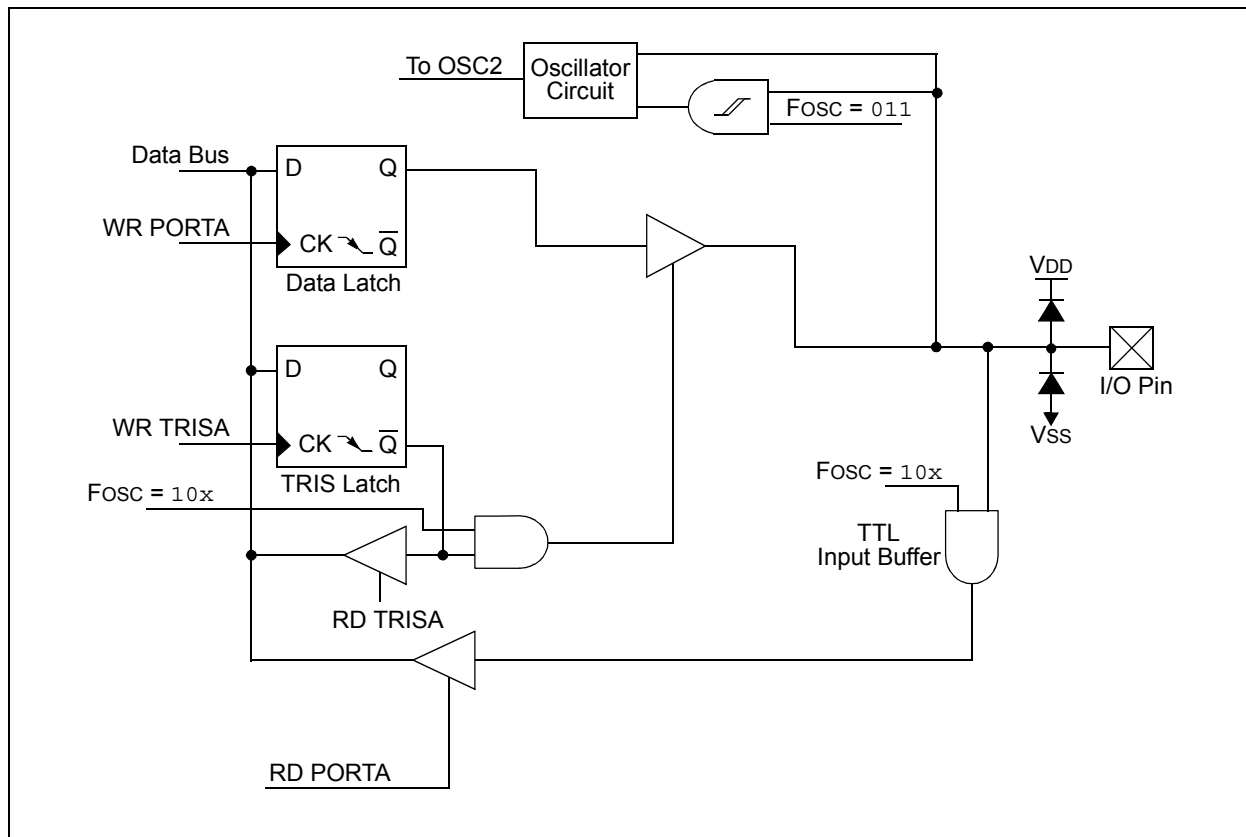 To OSC2
Oscillator
Circuit
FOSC = 011
Data Bus
D Q
WR PORTA
CK Q̅
Data Latch
VDD
I/O Pin
VSS
D Q
WR TRISA
CK Q̅
TRIS Latch
FOSC = 10x
FOSC = 10x
TTL
Input Buffer
RD TRISA
RD PORTA